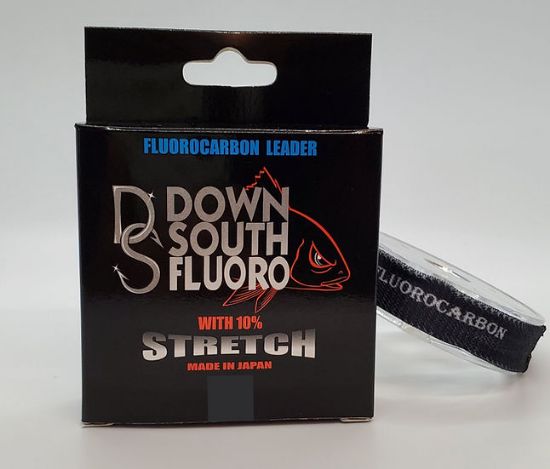 FLUOROCARBON LEADER
DS
DOWN
SOUTH
FLUORO
WITH 10%
STRETCH
MADE IN JAPAN
FLUOROCARBON